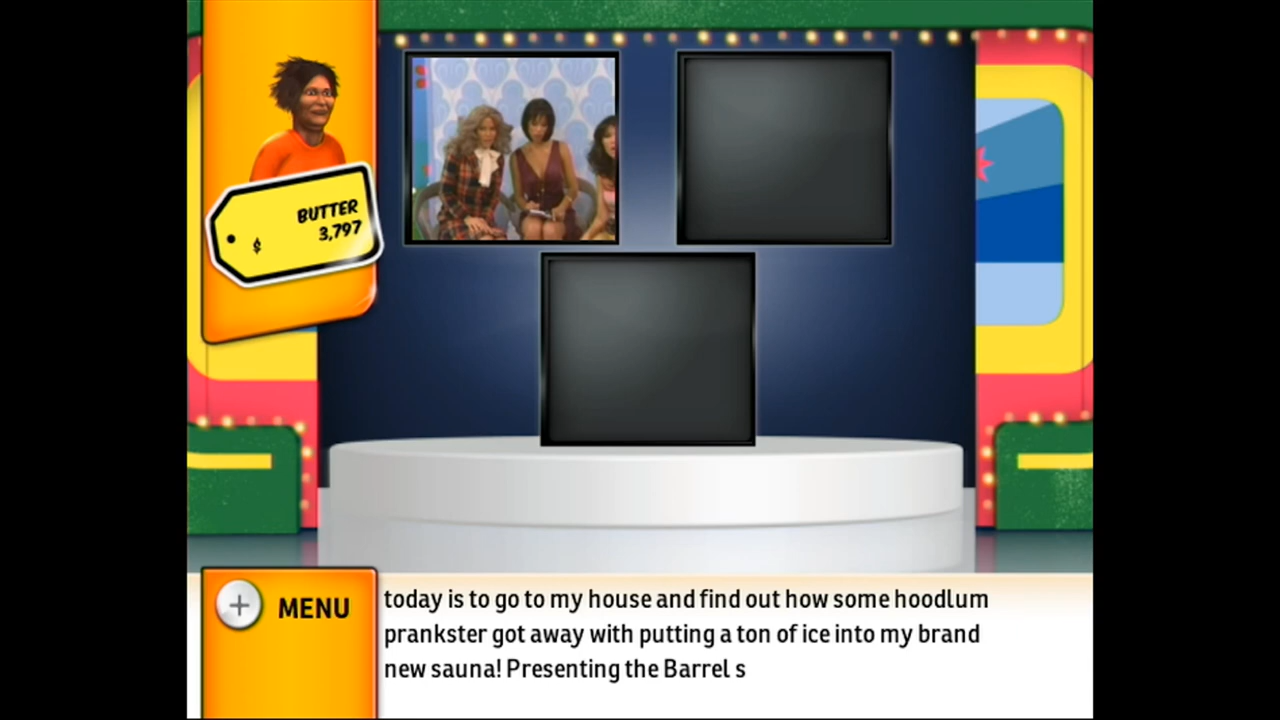 BUTTER
$ 3,797
MENU
today is to go to my house and find out how some hoodlum
prankster got away with putting a ton of ice into my brand
new sauna! Presenting the Barrel s